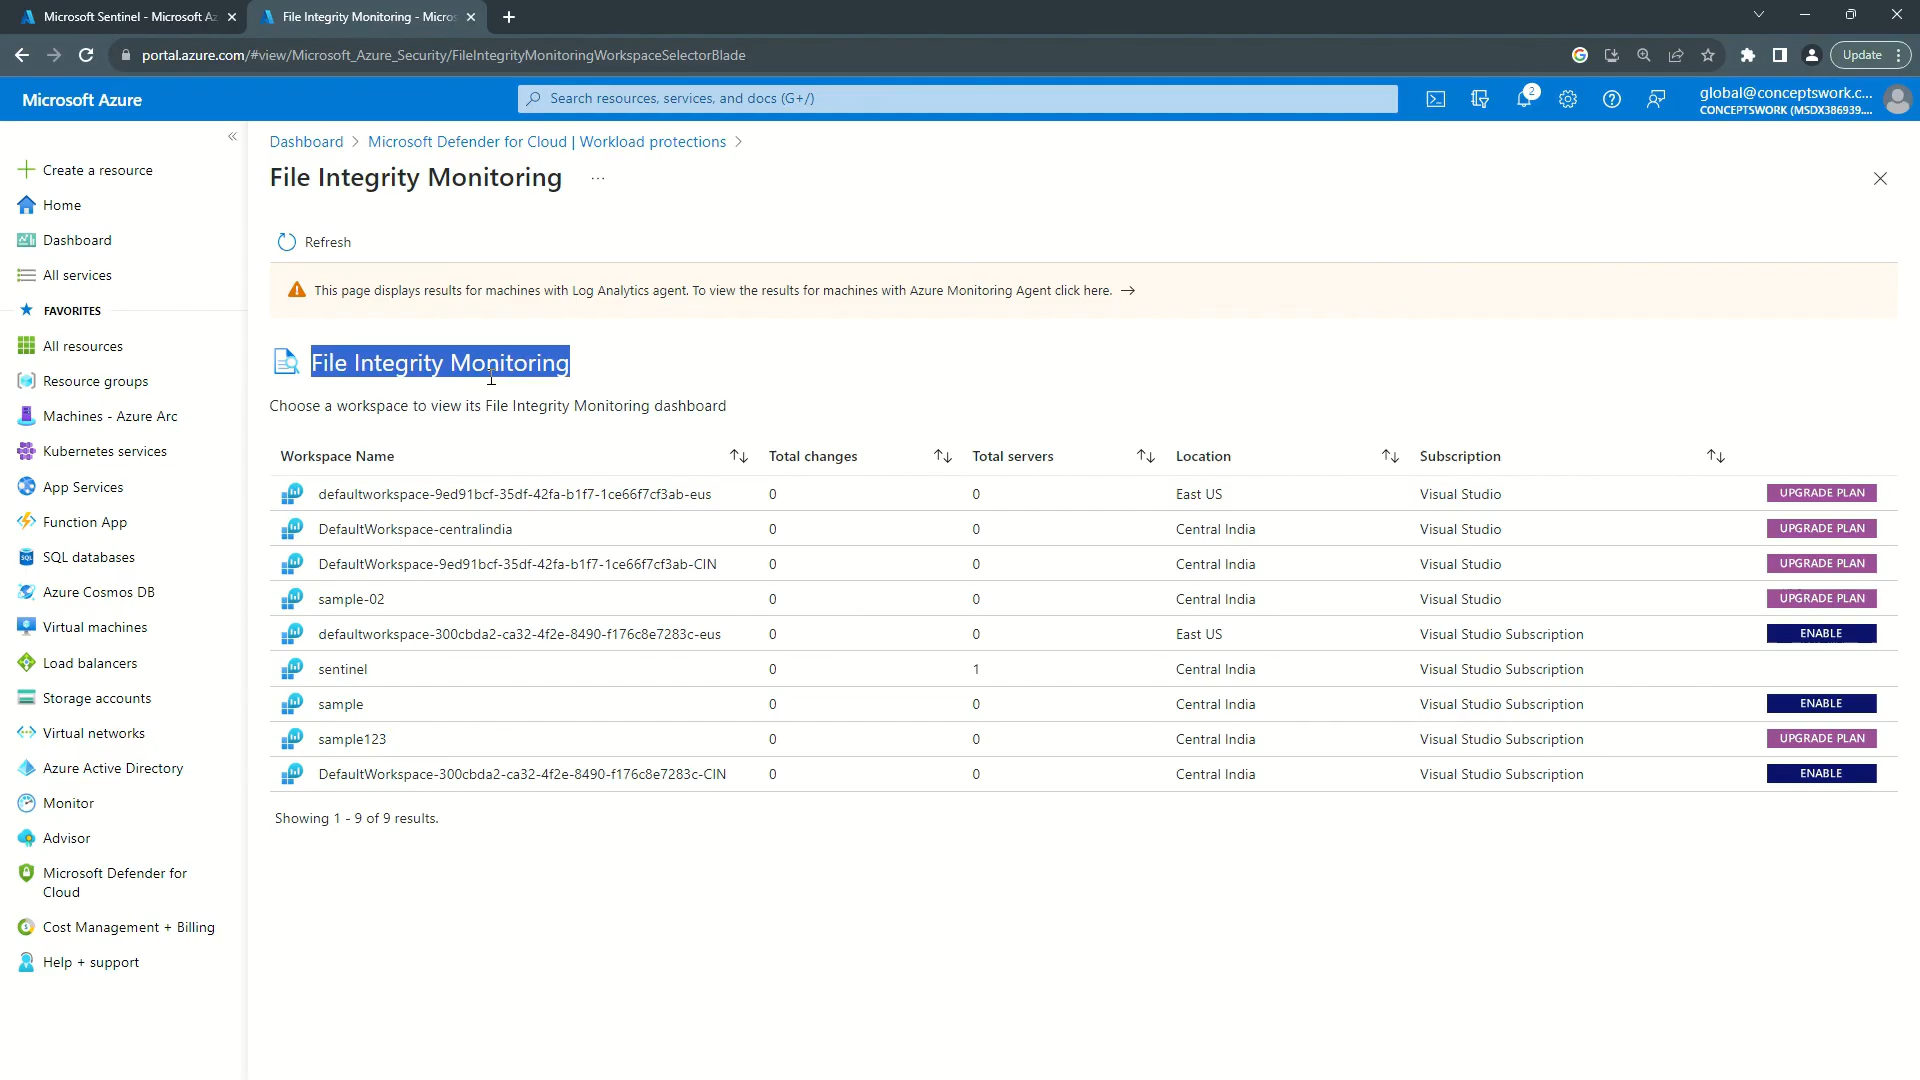 Microsoft Sentinel - Microsoft Az
File Integrity Monitoring - Micros
portal.azure.com/#view/Microsoft_Azure_Security/FileIntegrityMonitoringWorkspaceSelectorBlade
Update
Microsoft Azure
Search resources, services, and docs (G+/)
2
global@conceptswork.c...
CONCEPTSWORK (MSDX386939....
Create a resource
Home
Dashboard
All services
FAVORITES
All resources
Resource groups
Machines - Azure Arc
Kubernetes services
App Services
Function App
SQL databases
Azure Cosmos DB
Virtual machines
Load balancers
Storage accounts
Virtual networks
Azure Active Directory
Monitor
Advisor
Microsoft Defender for
Cloud
Cost Management + Billing
Help + support
Dashboard > Microsoft Defender for Cloud | Workload protections >
File Integrity Monitoring ...
Refresh
This page displays results for machines with Log Analytics agent. To view the results for machines with Azure Monitoring Agent click here. →
File Integrity Monitoring
Choose a workspace to view its File Integrity Monitoring dashboard
Workspace Name ↑↓ Total changes ↑↓ Total servers ↑↓ Location ↑↓ Subscription ↑↓
defaultworkspace-9ed91bcf-35df-42fa-b1f7-1ce66f7cf3ab-eus 0 0 East US Visual Studio UPGRADE PLAN
DefaultWorkspace-centralindia 0 0 Central India Visual Studio UPGRADE PLAN
DefaultWorkspace-9ed91bcf-35df-42fa-b1f7-1ce66f7cf3ab-CIN 0 0 Central India Visual Studio UPGRADE PLAN
sample-02 0 0 Central India Visual Studio UPGRADE PLAN
defaultworkspace-300cbda2-ca32-4f2e-8490-f176c8e7283c-eus 0 0 East US Visual Studio Subscription ENABLE
sentinel 0 1 Central India Visual Studio Subscription
sample 0 0 Central India Visual Studio Subscription ENABLE
sample123 0 0 Central India Visual Studio Subscription UPGRADE PLAN
DefaultWorkspace-300cbda2-ca32-4f2e-8490-f176c8e7283c-CIN 0 0 Central India Visual Studio Subscription ENABLE
Showing 1 - 9 of 9 results.